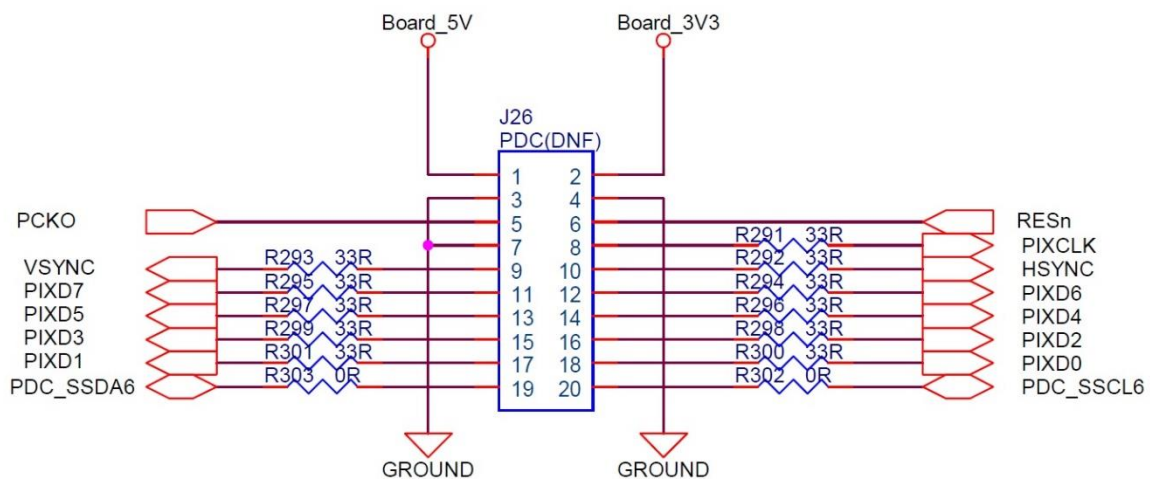 Board_5V Board_3V3
J26
PDC(DNF)
1 2
3 4
PCKO 5 6 RESn
7 8 R291 33R PIXCLK
VSYNC R293 33R 9 10 R292 33R HSYNC
PIXD7 R295 33R 11 12 R294 33R PIXD6
PIXD5 R297 33R 13 14 R296 33R PIXD4
PIXD3 R299 33R 15 16 R298 33R PIXD2
PIXD1 R301 33R 17 18 R300 33R PIXD0
PDC_SSDA6 R303 0R 19 20 R302 0R PDC_SSCL6
GROUND GROUND